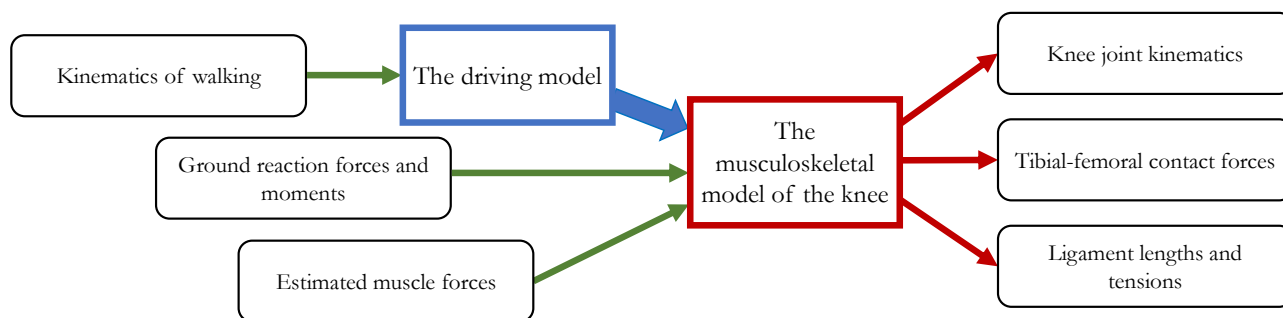 Kinematics of walking
The driving model
Ground reaction forces and
moments
Estimated muscle forces
The
musculoskeletal
model of the knee
Knee joint kinematics
Tibial-femoral contact forces
Ligament lengths and
tensions